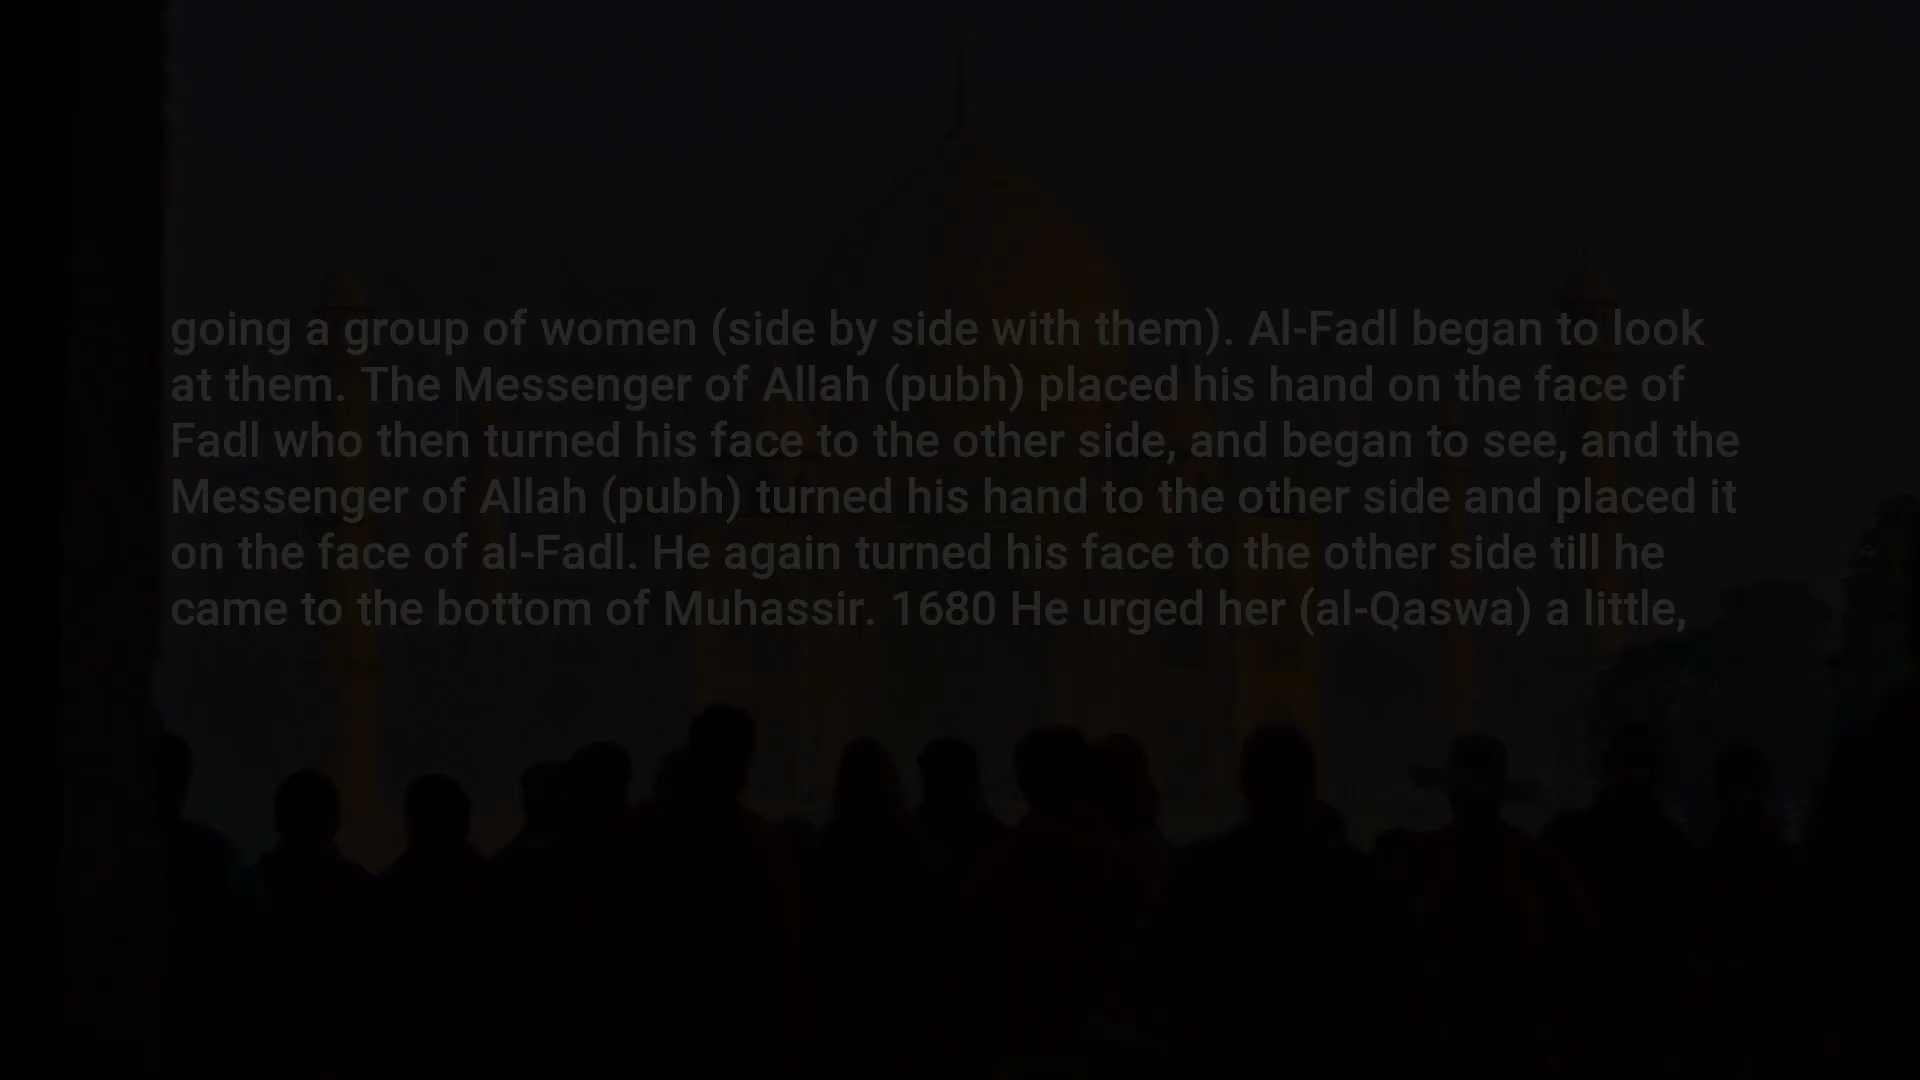 going a group of women (side by side with them). Al-Fadl began to look
at them. The Messenger of Allah (pubh) placed his hand on the face of
Fadl who then turned his face to the other side, and began to see, and the
Messenger of Allah (pubh) turned his hand to the other side and placed it
on the face of al-Fadl. He again turned his face to the other side till he
came to the bottom of Muhassir. 1680 He urged her (al-Qaswa) a little,